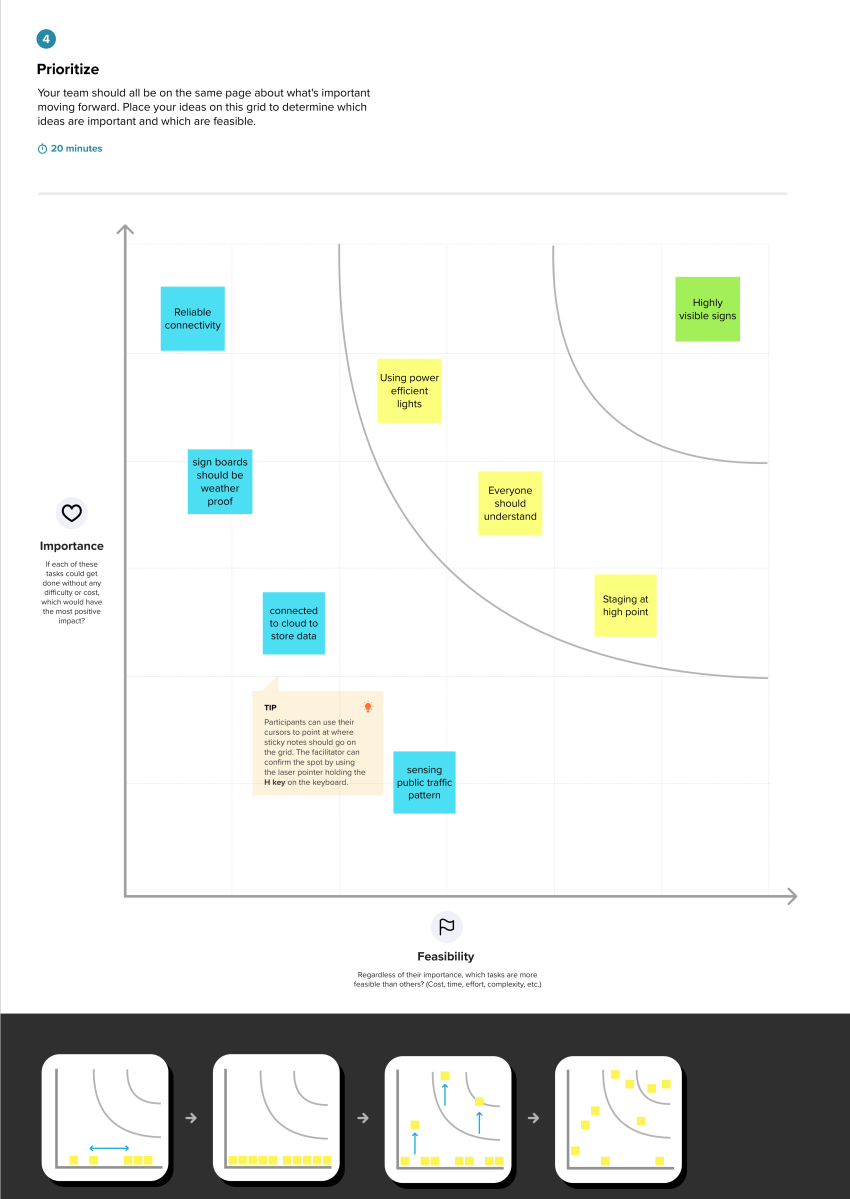 4
Prioritize
Your team should all be on the same page about what's important
moving forward. Place your ideas on this grid to determine which
ideas are important and which are feasible.
20 minutes
Reliable
connectivity
Highly
visible signs
Using power
efficient
lights
sign boards
should be
weather
proof
Everyone
should
understand
Importance
If each of these
tasks could get
done without any
difficulty or cost,
which would have
the most positive
impact?
Staging at
high point
connected
to cloud to
store data
TIP
Participants can use their
cursors to point at where
sticky notes should go on
the grid. The facilitator can
confirm the spot by using
the laser pointer holding the
H key on the keyboard.
sensing
public traffic
pattern
Feasibility
Regardless of their importance, which tasks are more
feasible than others? (Cost, time, effort, complexity, etc.)